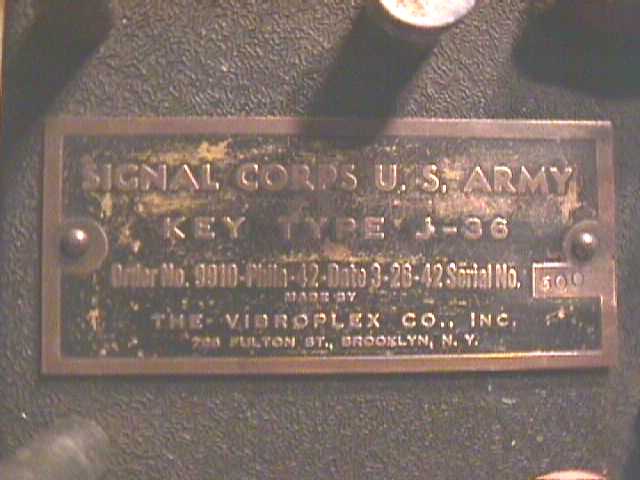 SIGNAL CORPS U. S. ARMY
KEY TYPE J-36
Order No. 9910-Phila-42-Date 3-26-42 Serial No. 500
MADE BY
THE VIBROPLEX CO., INC.
FULTON ST., BROOKLYN, N. Y.